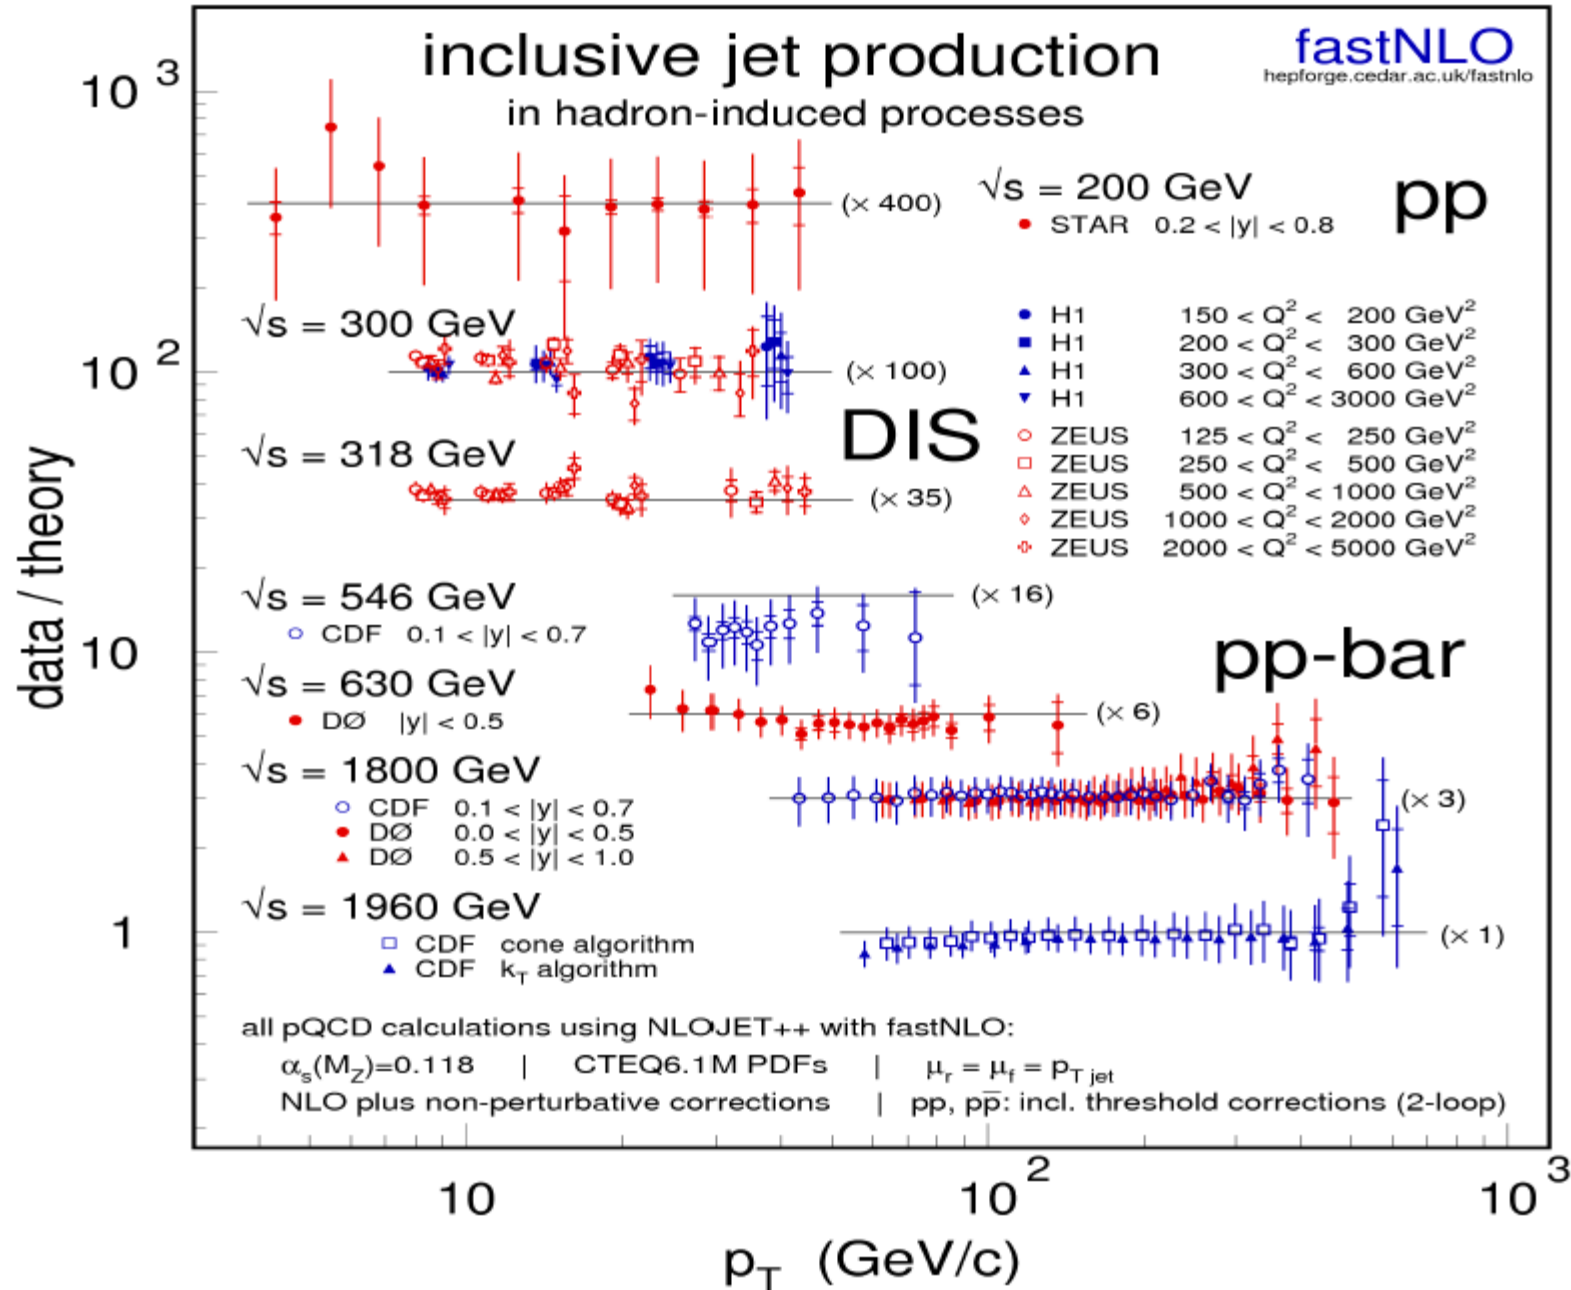 inclusive jet production
in hadron-induced processes
fastNLO
hepforge.cedar.ac.uk/fastnlo
data / theory
10³
10²
10
1
(× 400)
√s = 200 GeV
pp
STAR 0.2 < |y| < 0.8
√s = 300 GeV
(× 100)
H1 150 < Q² < 200 GeV²
H1 200 < Q² < 300 GeV²
H1 300 < Q² < 600 GeV²
H1 600 < Q² < 3000 GeV²
DIS
√s = 318 GeV
(× 35)
ZEUS 125 < Q² < 250 GeV²
ZEUS 250 < Q² < 500 GeV²
ZEUS 500 < Q² < 1000 GeV²
ZEUS 1000 < Q² < 2000 GeV²
ZEUS 2000 < Q² < 5000 GeV²
√s = 546 GeV
(× 16)
CDF 0.1 < |y| < 0.7
pp-bar
√s = 630 GeV
(× 6)
DØ |y| < 0.5
√s = 1800 GeV
(× 3)
CDF 0.1 < |y| < 0.7
DØ 0.0 < |y| < 0.5
DØ 0.5 < |y| < 1.0
√s = 1960 GeV
(× 1)
CDF cone algorithm
CDF k_T algorithm
all pQCD calculations using NLOJET++ with fastNLO:
α_s(M_Z)=0.118 | CTEQ6.1M PDFs | μ_r = μ_f = p_T jet
NLO plus non-perturbative corrections | pp, pp̅: incl. threshold corrections (2-loop)
10
10²
10³
p_T (GeV/c)